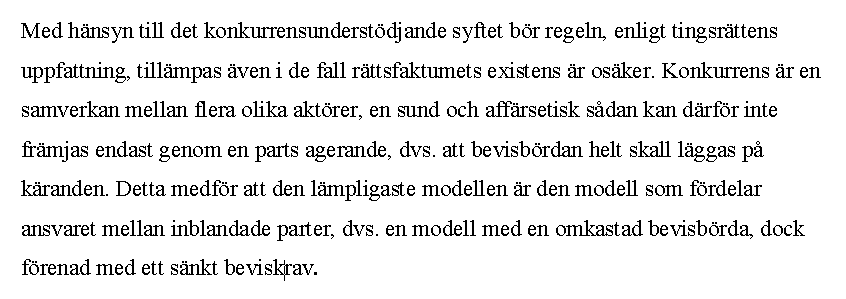 Med hänsyn till det konkurrensunderstödjande syftet bör regeln, enligt tingsrättens
uppfattning, tillämpas även i de fall rättsfaktumets existens är osäker. Konkurrens är en
samverkan mellan flera olika aktörer, en sund och affärsetisk sådan kan därför inte
främjas endast genom en parts agerande, dvs. att bevisbördan helt skall läggas på
käranden. Detta medför att den lämpligaste modellen är den modell som fördelar
ansvaret mellan inblandade parter, dvs. en modell med en omkastad bevisbörda, dock
förenad med ett sänkt beviskrav.